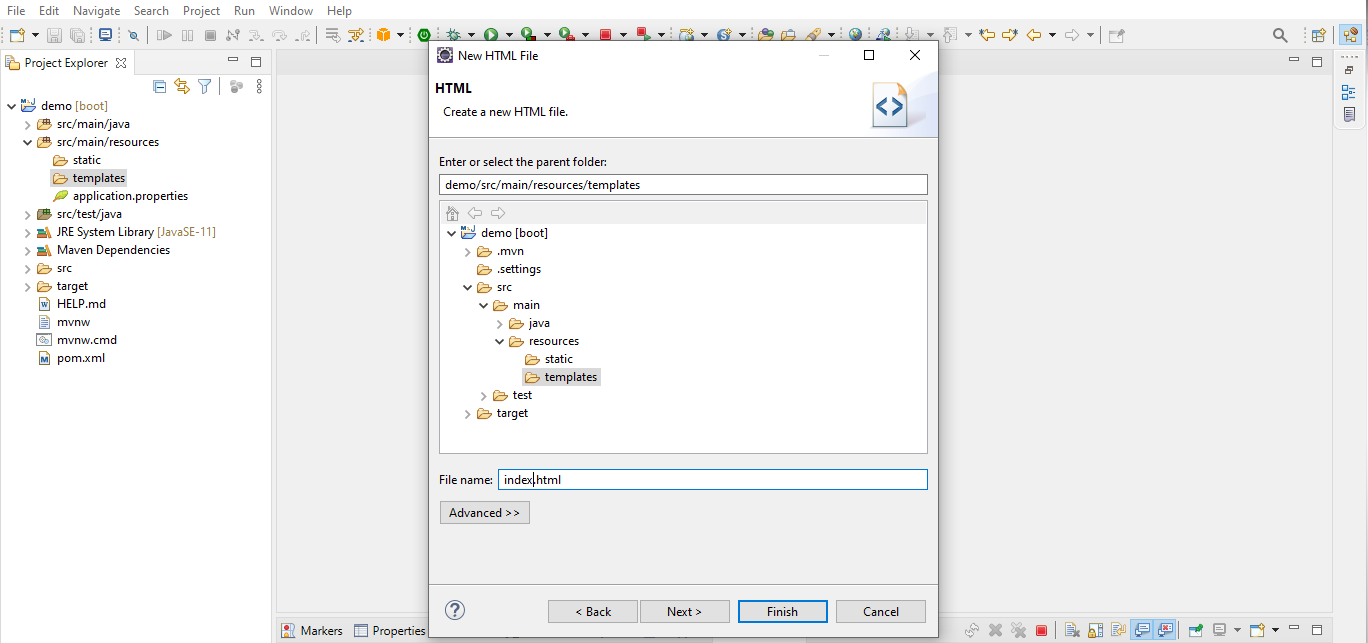 File Edit Navigate Search Project Run Window Help
Project Explorer
demo [boot]
src/main/java
src/main/resources
static
templates
application.properties
src/test/java
JRE System Library [JavaSE-11]
Maven Dependencies
src
target
HELP.md
mvnw
mvnw.cmd
pom.xml
New HTML File
HTML
Create a new HTML file.
Enter or select the parent folder:
demo/src/main/resources/templates
demo [boot]
.mvn
.settings
src
main
java
resources
static
templates
test
target
File name: index.html
Advanced >>
< Back Next > Finish Cancel
Markers Properties